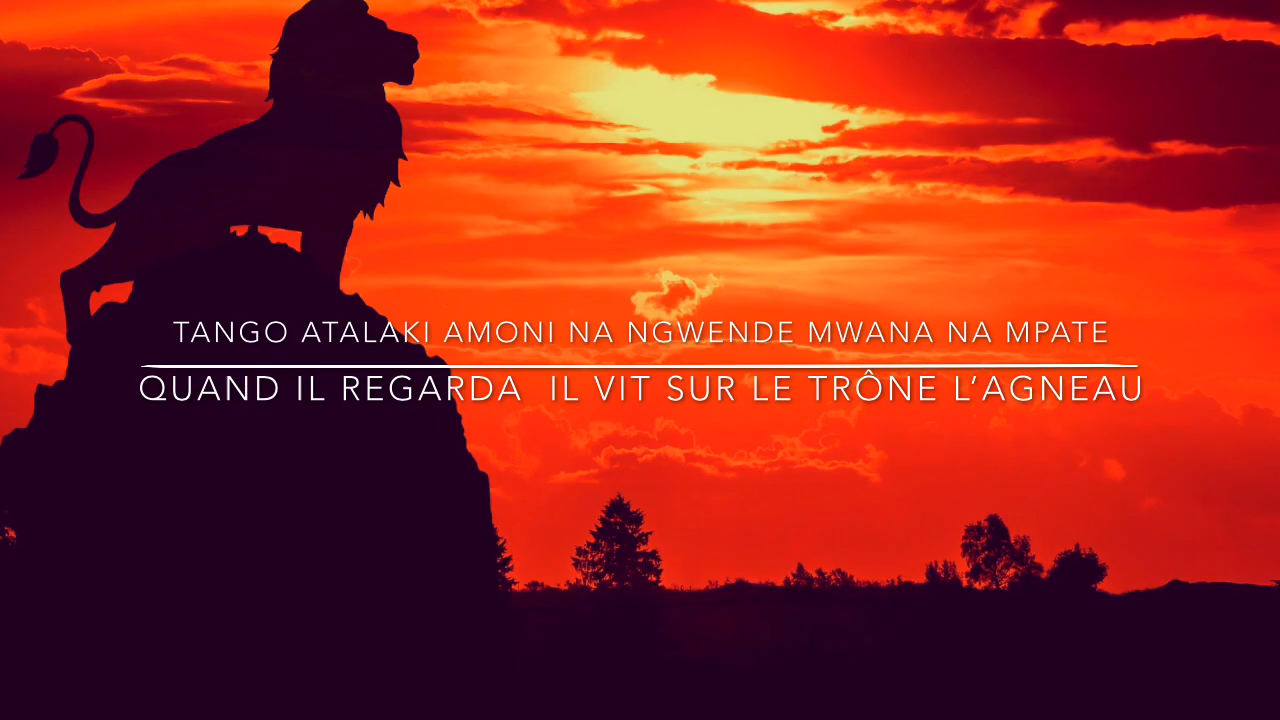 TANGO ATALAKI AMONI NA NGWENDE MWANA NA MPATE
QUAND IL REGARDA IL VIT SUR LE TRÔNE L’AGNEAU